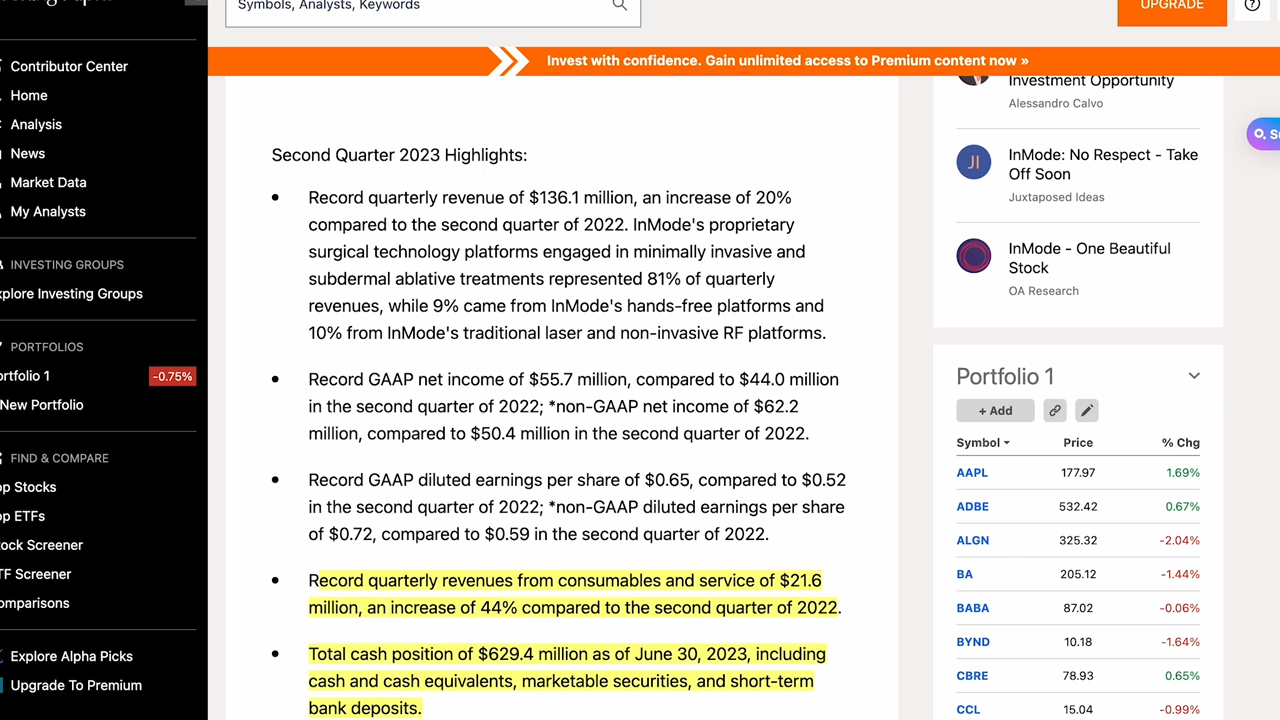 Symbols, Analysts, Keywords
UPGRADE
Invest with confidence. Gain unlimited access to Premium content now »
Contributor Center
Home
Analysis
News
Market Data
My Analysts
INVESTING GROUPS
xplore Investing Groups
PORTFOLIOS
ortfolio 1
-0.75%
New Portfolio
FIND & COMPARE
op Stocks
op ETFs
tock Screener
TF Screener
omparisons
Explore Alpha Picks
Upgrade To Premium
Second Quarter 2023 Highlights:
• Record quarterly revenue of $136.1 million, an increase of 20%
compared to the second quarter of 2022. InMode's proprietary
surgical technology platforms engaged in minimally invasive and
subdermal ablative treatments represented 81% of quarterly
revenues, while 9% came from InMode's hands-free platforms and
10% from InMode's traditional laser and non-invasive RF platforms.
• Record GAAP net income of $55.7 million, compared to $44.0 million
in the second quarter of 2022; *non-GAAP net income of $62.2
million, compared to $50.4 million in the second quarter of 2022.
• Record GAAP diluted earnings per share of $0.65, compared to $0.52
in the second quarter of 2022; *non-GAAP diluted earnings per share
of $0.72, compared to $0.59 in the second quarter of 2022.
• Record quarterly revenues from consumables and service of $21.6
million, an increase of 44% compared to the second quarter of 2022.
• Total cash position of $629.4 million as of June 30, 2023, including
cash and cash equivalents, marketable securities, and short-term
bank deposits.
Investment Opportunity
Alessandro Calvo
JI
InMode: No Respect - Take
Off Soon
Juxtaposed Ideas
InMode - One Beautiful
Stock
OA Research
Portfolio 1
+ Add
Symbol Price % Chg
AAPL 177.97 1.69%
ADBE 532.42 0.67%
ALGN 325.32 -2.04%
BA 205.12 -1.44%
BABA 87.02 -0.06%
BYND 10.18 -1.64%
CBRE 78.93 0.65%
CCL 15.04 -0.99%